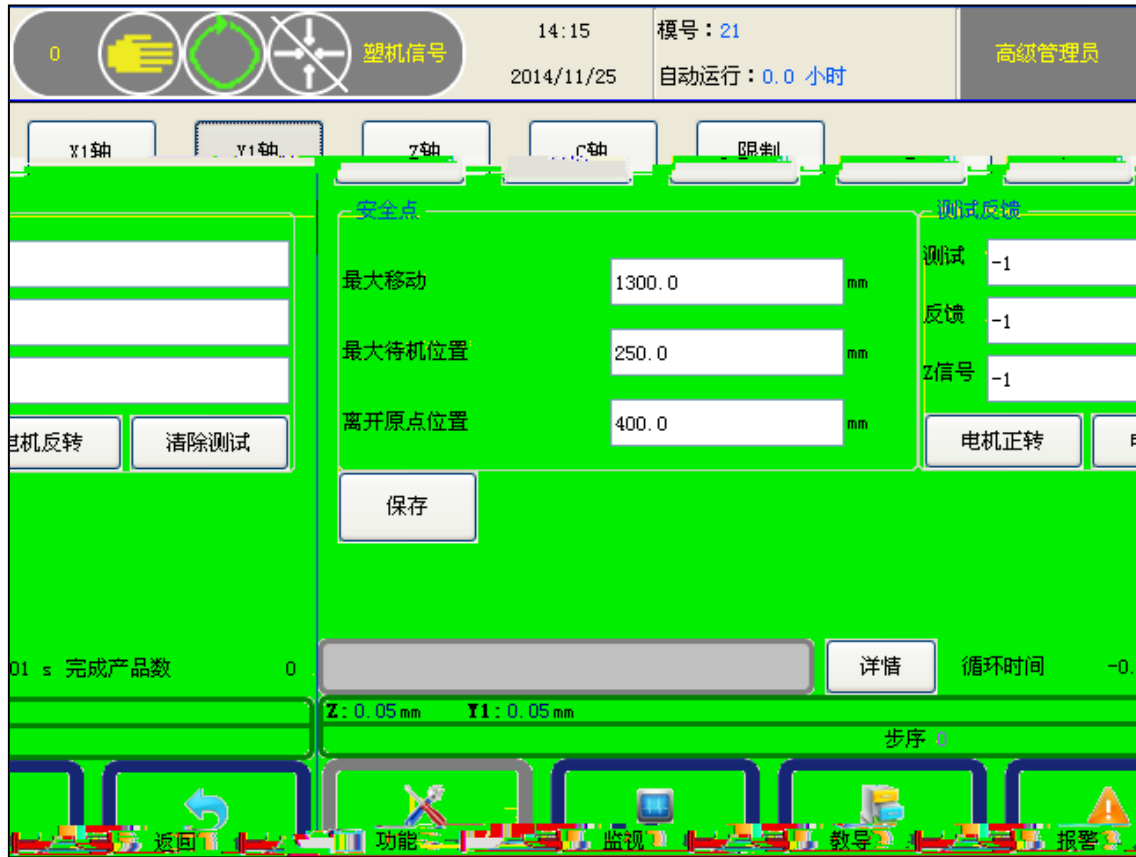 0
塑机信号
14:15
2014/11/25
模号：21
自动运行：0.0 小时
高级管理员
X1轴
Y1轴
Z轴
C轴
限制
安全点
最大移动 1300.0 mm
最大待机位置 250.0 mm
离开原点位置 400.0 mm
保存
测试反馈
测试 -1
反馈 -1
Z信号 -1
电机正转
电机反转 清除测试
01 s 完成产品数 0
详情 循环时间 -0.
Z:0.05mm Y1:0.05mm
步序 0
返回 功能 监视 教导 报警